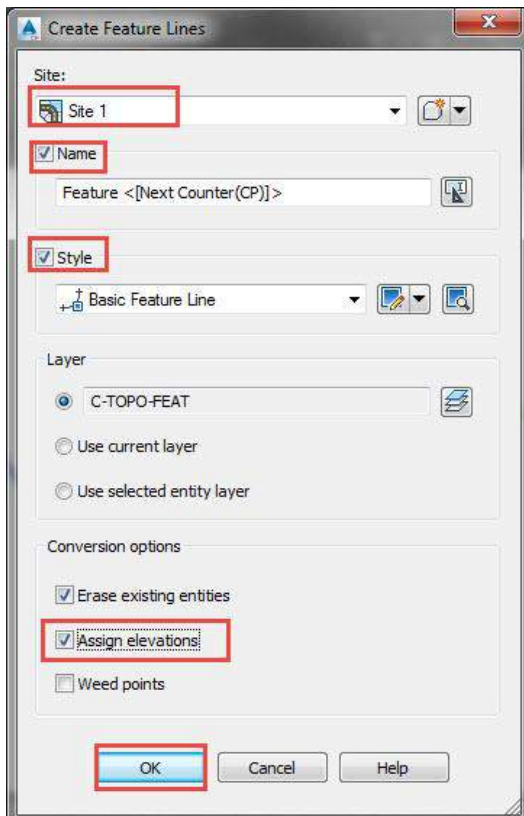 Create Feature Lines
Site:
Site 1
Name
Feature <[Next Counter(CP)]>
Style
Basic Feature Line
Layer
C-TOPO-FEAT
Use current layer
Use selected entity layer
Conversion options
Erase existing entities
Assign elevations
Weed points
OK Cancel Help